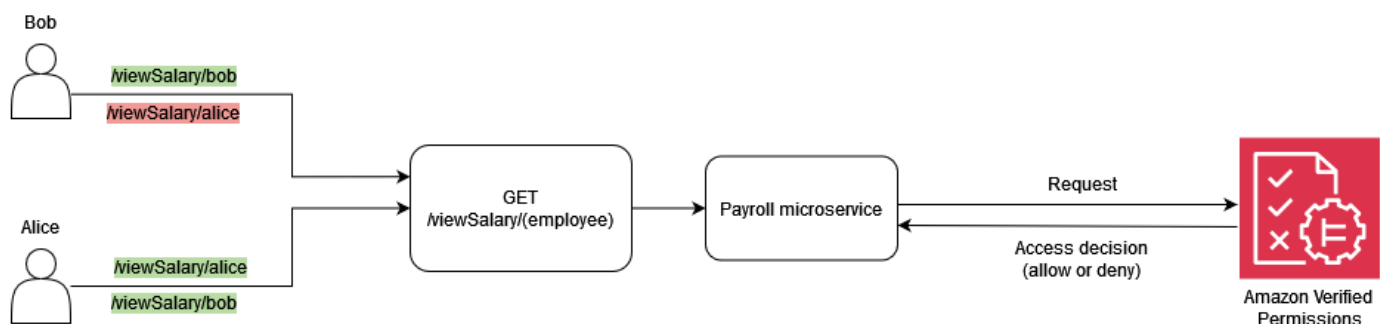 Bob
/viewSalary/bob
/viewSalary/alice
Alice
/viewSalary/alice
/viewSalary/bob
GET
/viewSalary/(employee)
Payroll microservice
Request
Access decision
(allow or deny)
Amazon Verified
Permissions